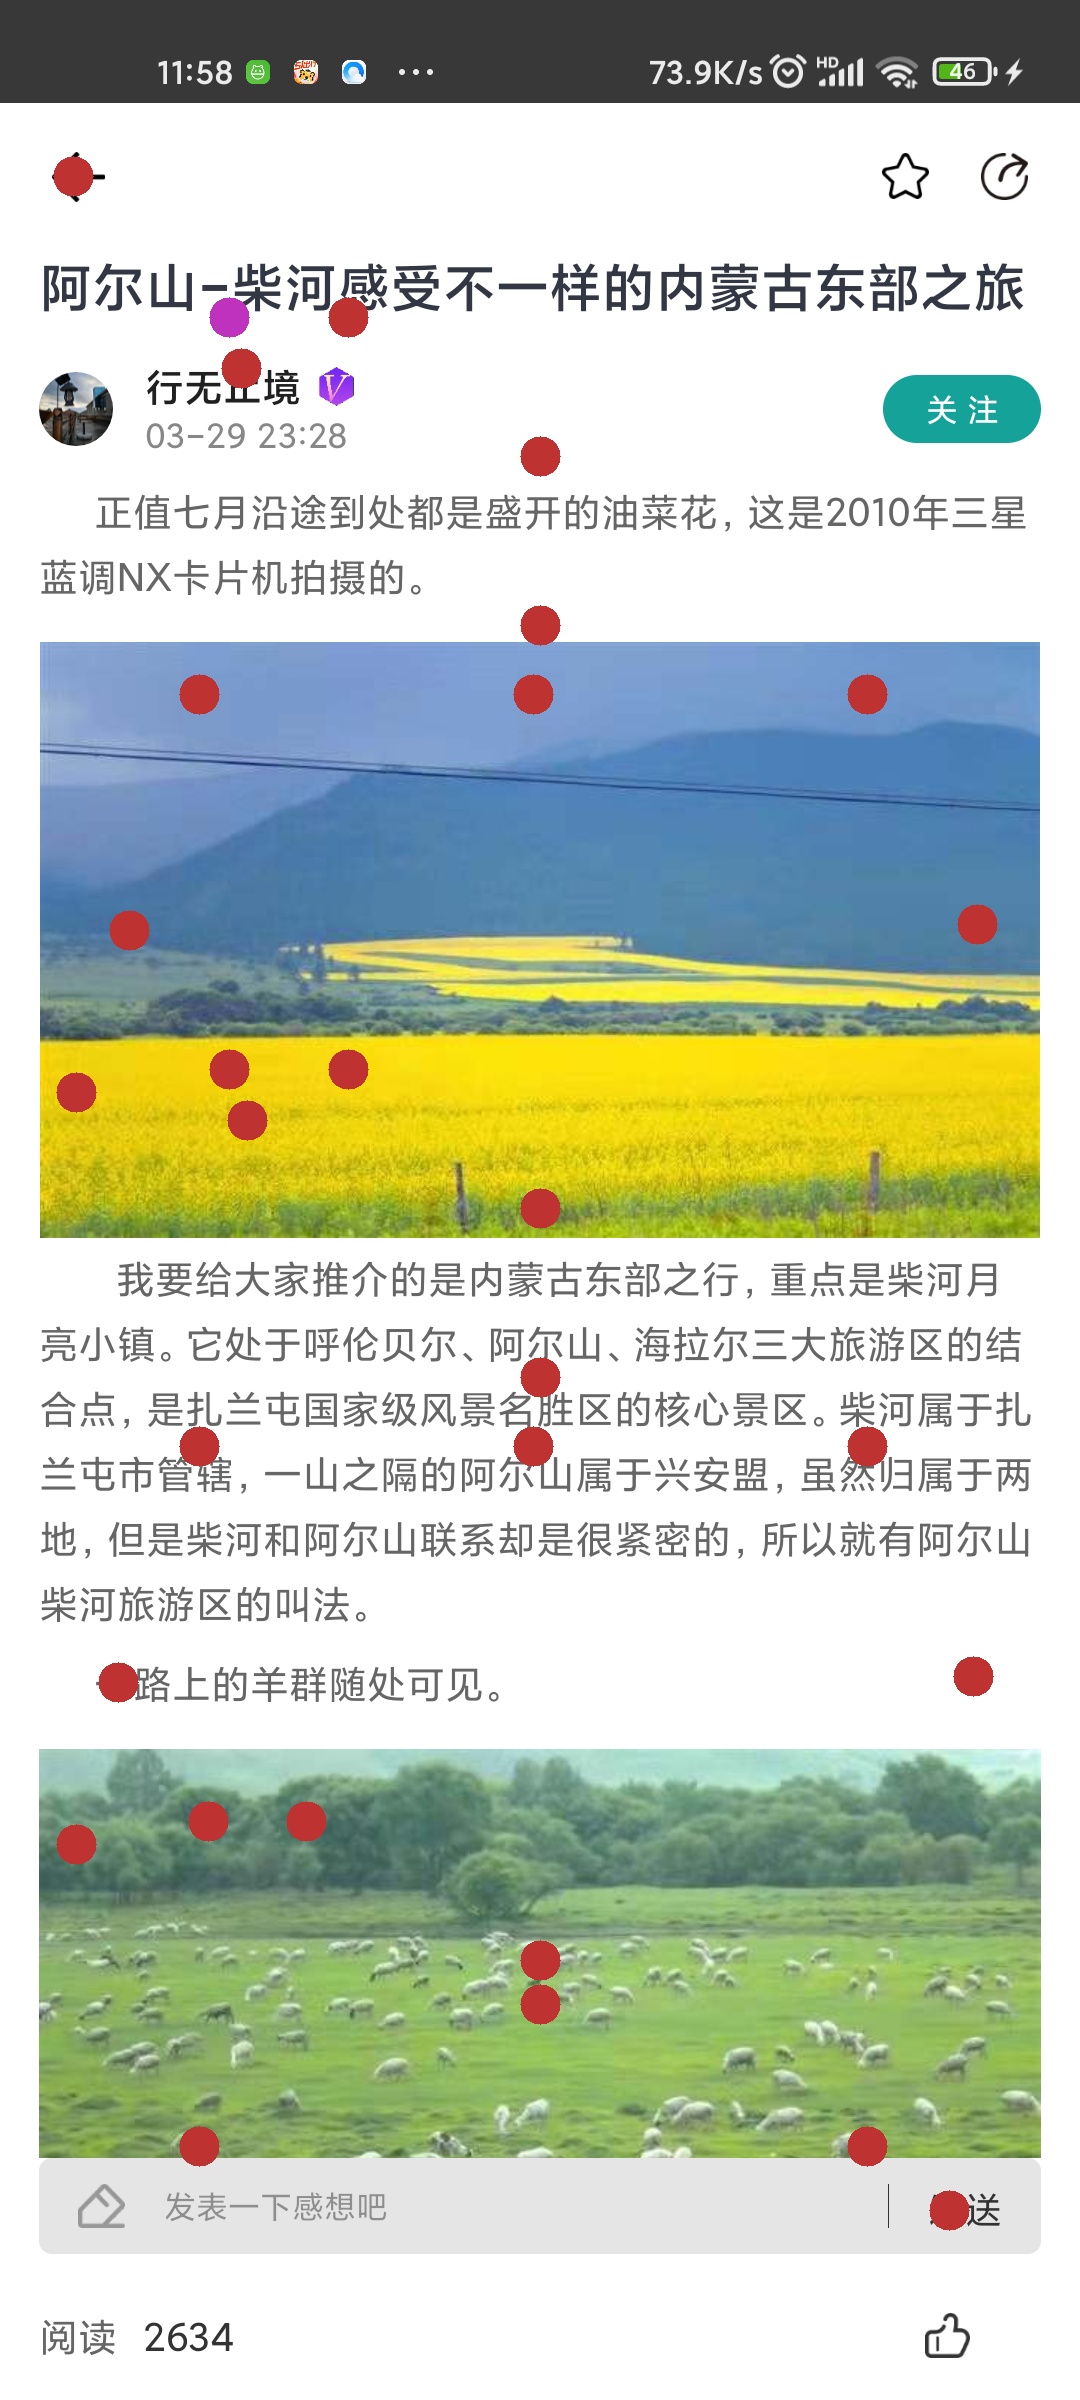 11:58 73.9K/s HD 46
阿尔山-柴河感受不一样的内蒙古东部之旅
行无止境 V
03-29 23:28
关注
正值七月沿途到处都是盛开的油菜花，这是2010年三星
蓝调NX卡片机拍摄的。
我要给大家推介的是内蒙古东部之行，重点是柴河月
亮小镇。它处于呼伦贝尔、阿尔山、海拉尔三大旅游区的结
合点，是扎兰屯国家级风景名胜区的核心景区。柴河属于扎
兰屯市管辖，一山之隔的阿尔山属于兴安盟，虽然归属于两
地，但是柴河和阿尔山联系却是很紧密的，所以就有阿尔山
柴河旅游区的叫法。
路上的羊群随处可见。
发表一下感想吧
送
阅读 2634